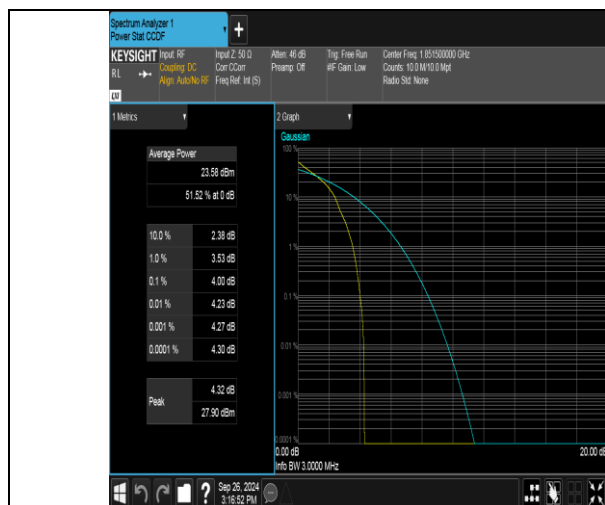 Spectrum Analyzer 1
Power Stat CCDF
+
KEYSIGHT Input: RF Input Z: 50 Ω Atten: 46 dB Trig: Free Run Center Freq: 1.851500000 GHz
RL Coupling: DC Corr CCorr Preamp: Off #IF Gain: Low Counts: 10.0 M/10.0 Mpt
Align: Auto/No RF Freq Ref: Int (S) Radio Std: None
LXI
1 Metrics 2 Graph
Gaussian
Average Power
23.58 dBm
51.52 % at 0 dB
10.0 % 2.38 dB
1.0 % 3.53 dB
0.1 % 4.00 dB
0.01 % 4.23 dB
0.001 % 4.27 dB
0.0001 % 4.30 dB
Peak 4.32 dB
27.90 dBm
100 %
10 %
1 %
0.1 %
0.01 %
0.001 %
0.0001 %
0.00 dB 20.00 dB
Info BW 3.0000 MHz
? Sep 26, 2024
3:16:52 PM